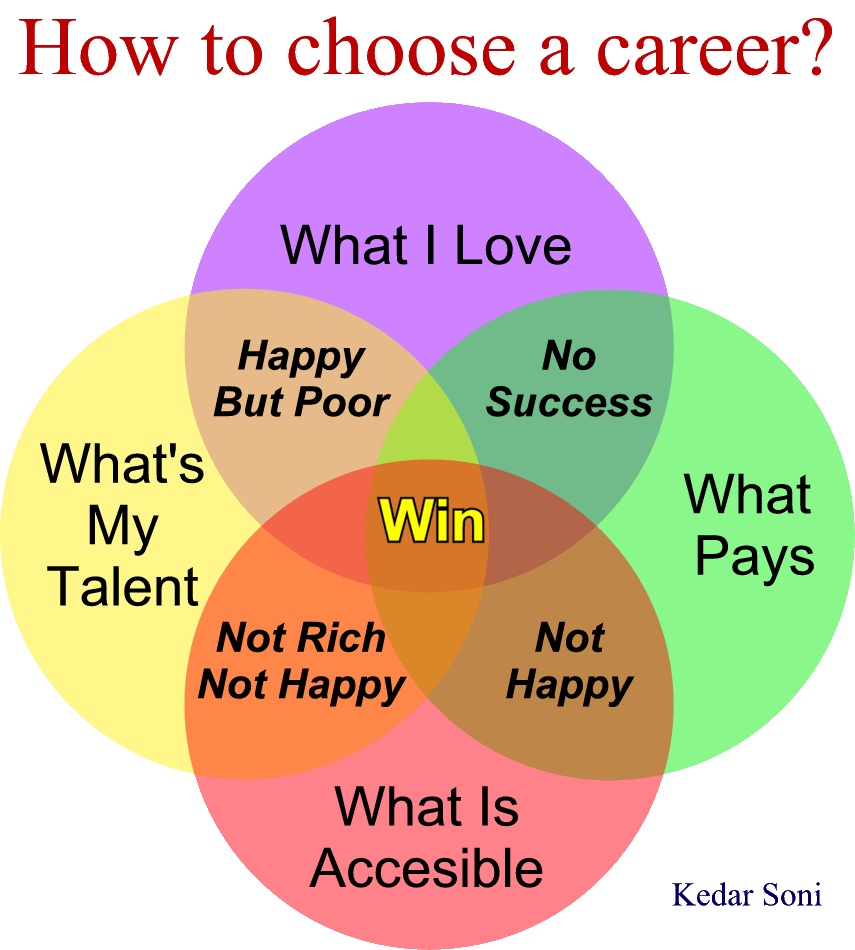 How to choose a career?
What I Love
Happy
But Poor
No
Success
What's
My
Talent
What
Pays
Win
Not Rich
Not Happy
Not
Happy
What Is
Accesible
Kedar Soni